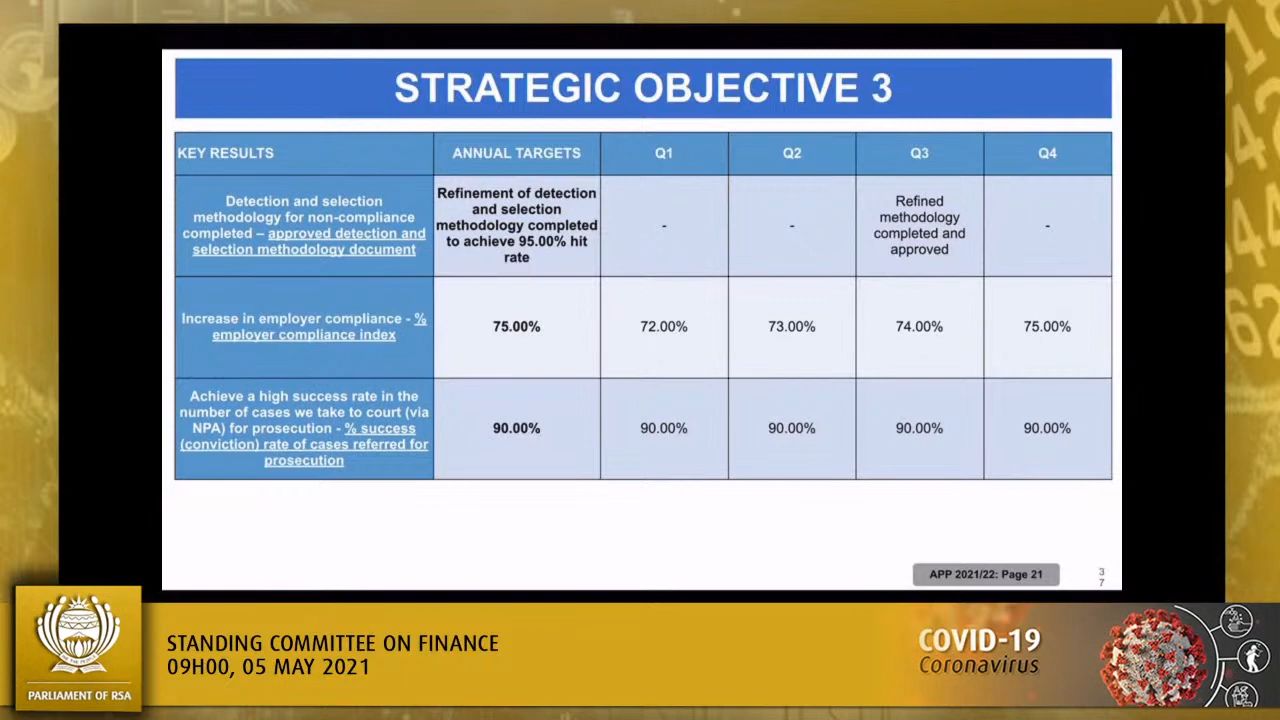 STRATEGIC OBJECTIVE 3
KEY RESULTS
ANNUAL TARGETS
Q1
Q2
Q3
Q4
Detection and selection
methodology for non-compliance
completed – approved detection and
selection methodology document
Refinement of detection
and selection
methodology completed
to achieve 95.00% hit
rate
-
-
Refined
methodology
completed and
approved
-
Increase in employer compliance - %
employer compliance index
75.00%
72.00%
73.00%
74.00%
75.00%
Achieve a high success rate in the
number of cases we take to court (via
NPA) for prosecution - % success
(conviction) rate of cases referred for
prosecution
90.00%
90.00%
90.00%
90.00%
90.00%
APP 2021/22: Page 21
3
7
PARLIAMENT OF RSA
STANDING COMMITTEE ON FINANCE
09H00, 05 MAY 2021
COVID-19
Coronavirus